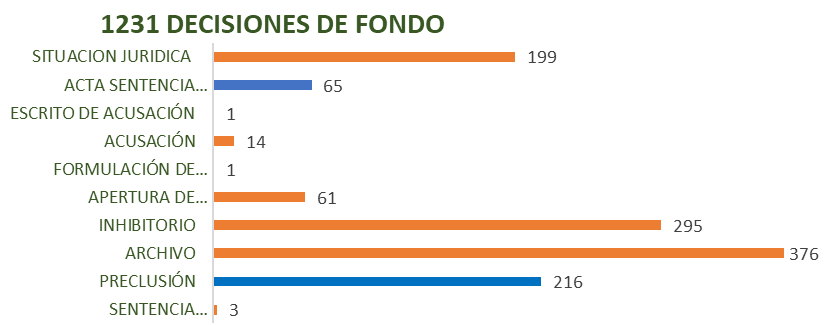 1231 DECISIONES DE FONDO
SITUACION JURIDICA 199
ACTA SENTENCIA... 65
ESCRITO DE ACUSACIÓN 1
ACUSACIÓN 14
FORMULACIÓN DE... 1
APERTURA DE... 61
INHIBITORIO 295
ARCHIVO 376
PRECLUSIÓN 216
SENTENCIA... 3